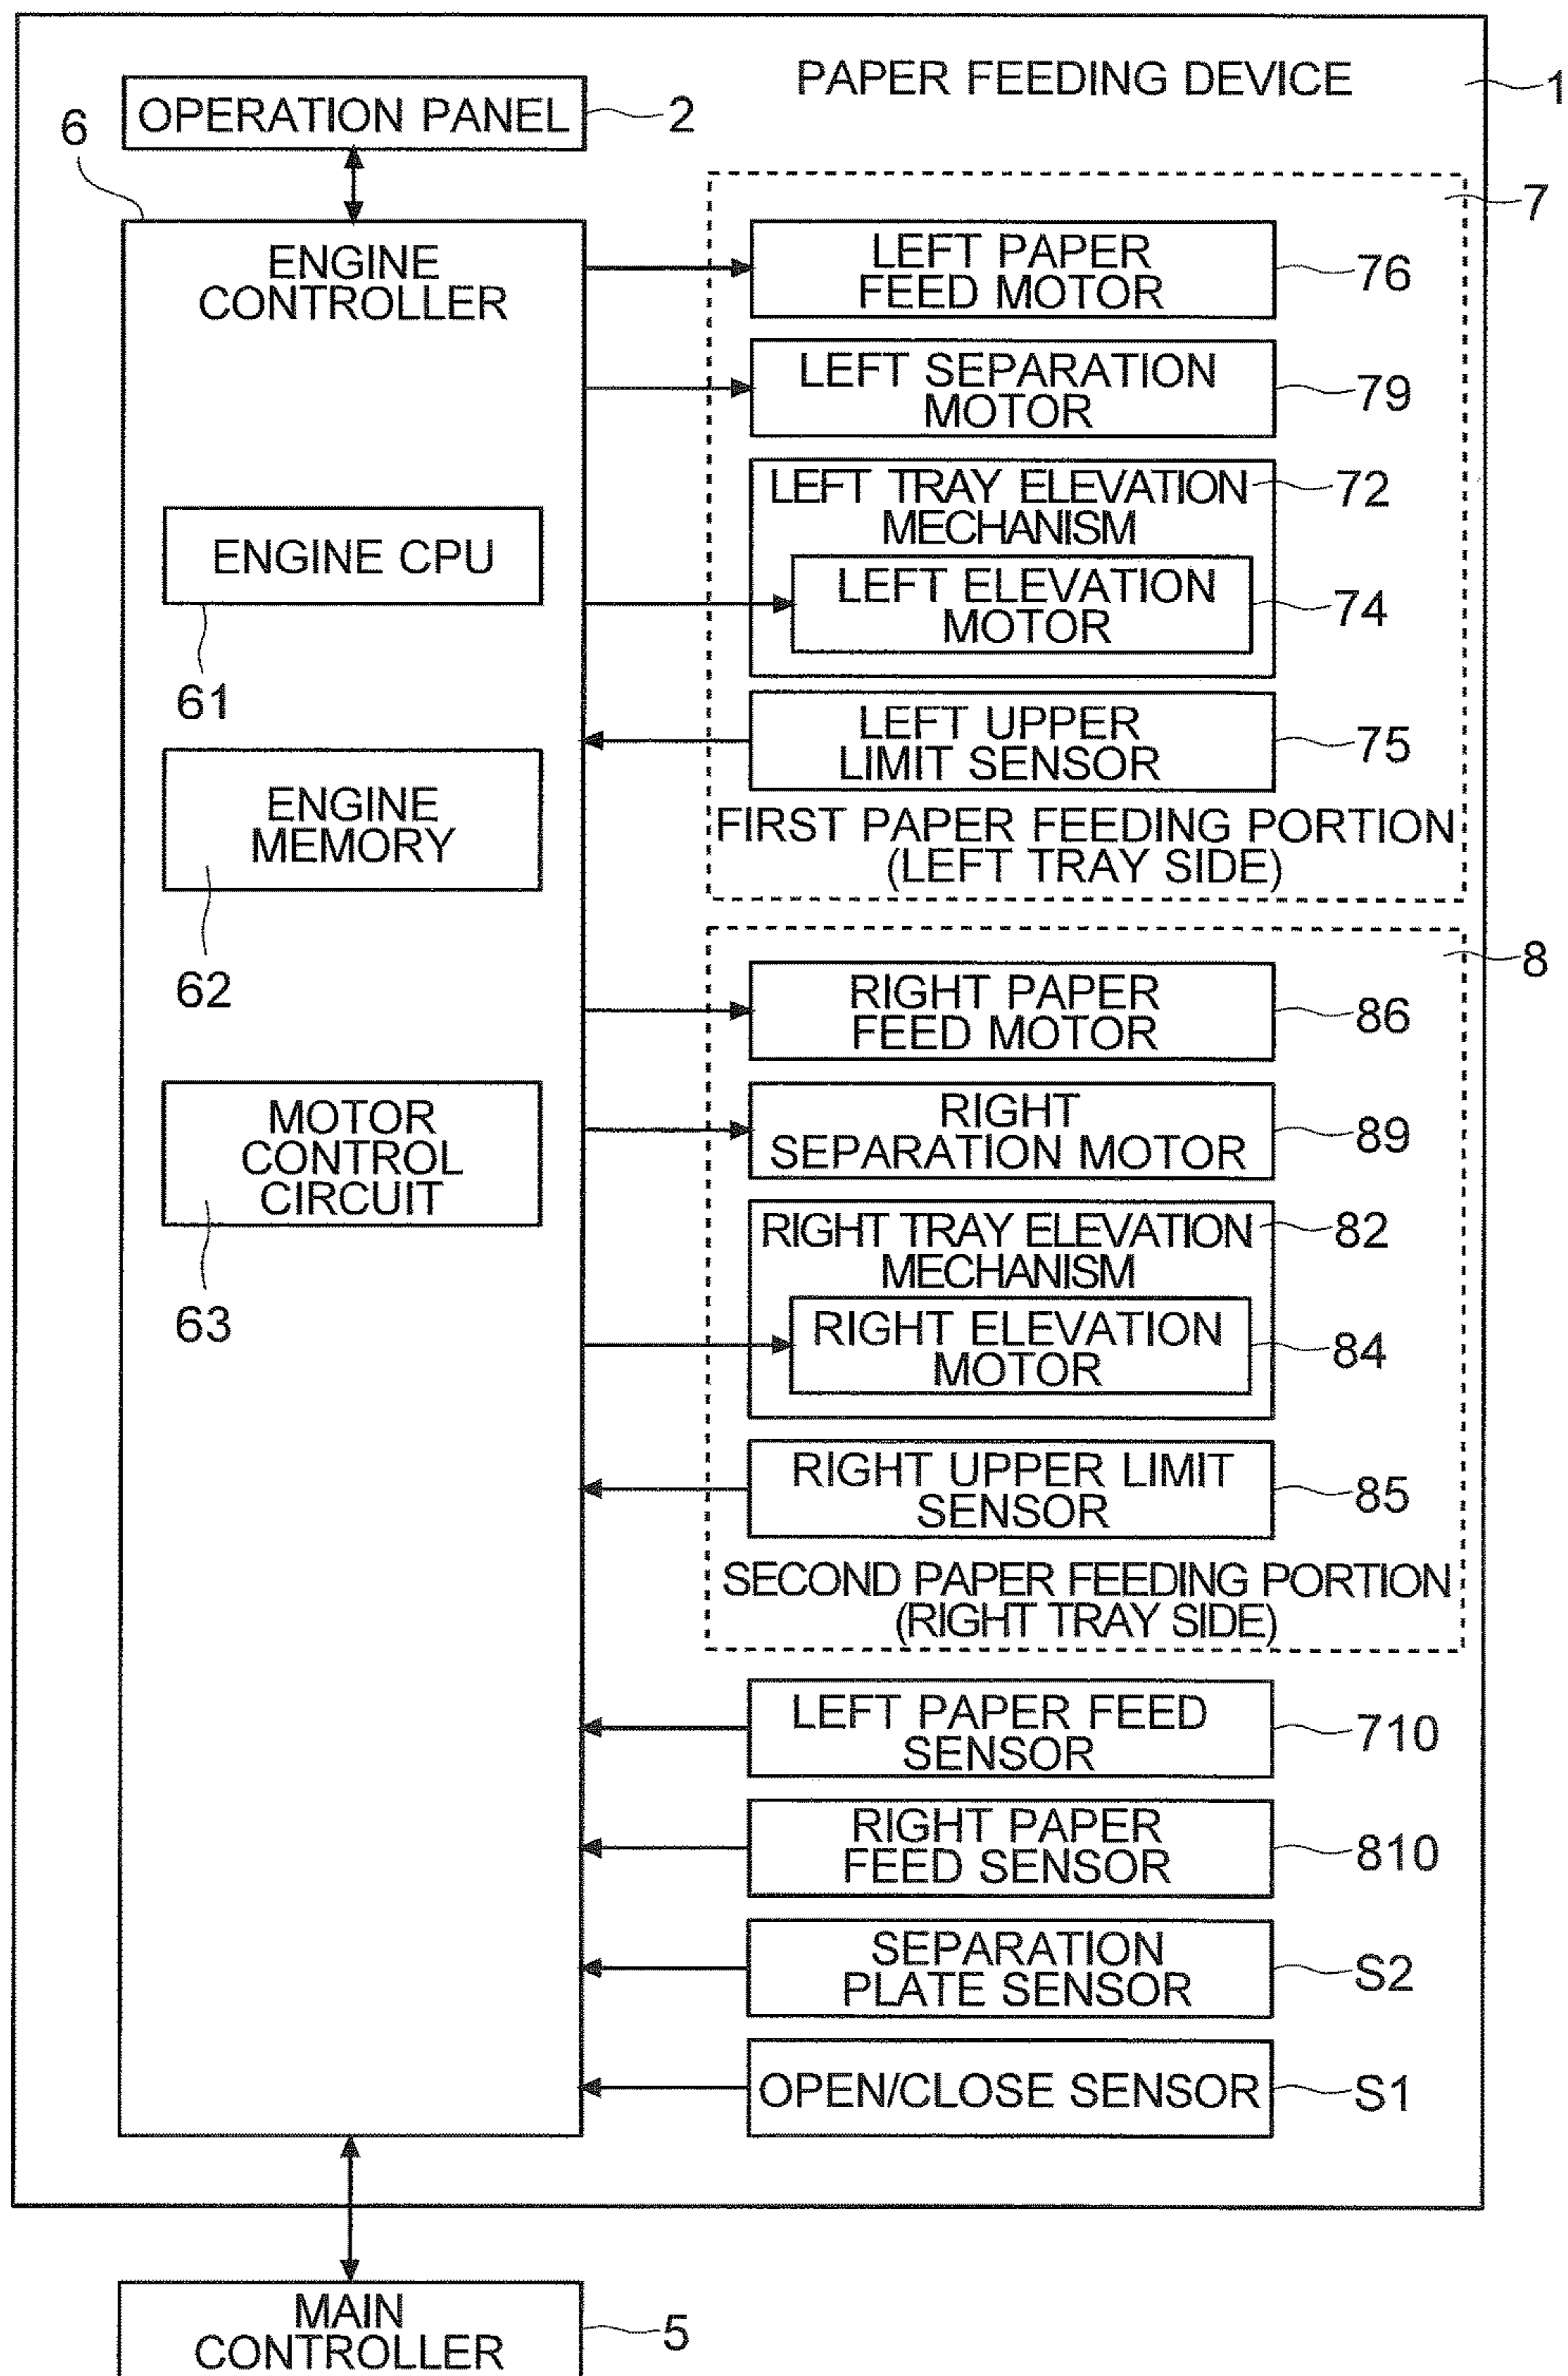 PAPER FEEDING DEVICE
1
OPERATION PANEL
2
6
ENGINE
CONTROLLER
ENGINE CPU
61
ENGINE
MEMORY
62
MOTOR
CONTROL
CIRCUIT
63
7
LEFT PAPER
FEED MOTOR
76
LEFT SEPARATION
MOTOR
79
LEFT TRAY ELEVATION
MECHANISM
72
LEFT ELEVATION
MOTOR
74
LEFT UPPER
LIMIT SENSOR
75
FIRST PAPER FEEDING PORTION
(LEFT TRAY SIDE)
8
RIGHT PAPER
FEED MOTOR
86
RIGHT
SEPARATION MOTOR
89
RIGHT TRAY ELEVATION
MECHANISM
82
RIGHT ELEVATION
MOTOR
84
RIGHT UPPER LIMIT
SENSOR
85
SECOND PAPER FEEDING PORTION
(RIGHT TRAY SIDE)
LEFT PAPER FEED
SENSOR
710
RIGHT PAPER
FEED SENSOR
810
SEPARATION
PLATE SENSOR
S2
OPEN/CLOSE SENSOR
S1
MAIN
CONTROLLER
5